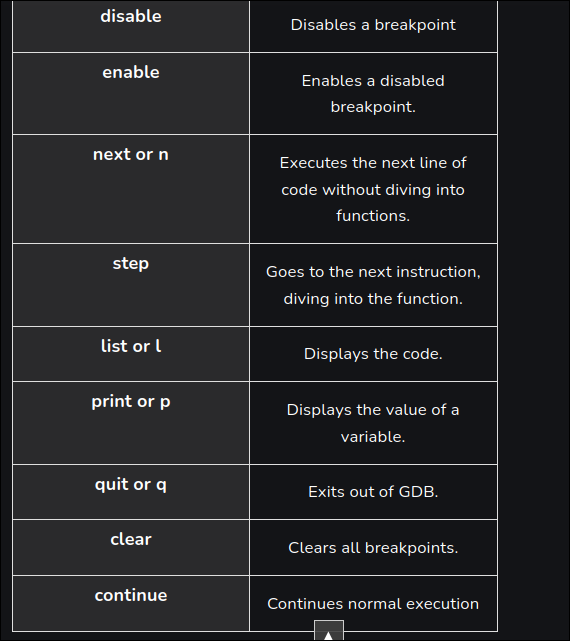 disable
Disables a breakpoint
enable
Enables a disabled
breakpoint.
next or n
Executes the next line of
code without diving into
functions.
step
Goes to the next instruction,
diving into the function.
list or l
Displays the code.
print or p
Displays the value of a
variable.
quit or q
Exits out of GDB.
clear
Clears all breakpoints.
continue
Continues normal execution